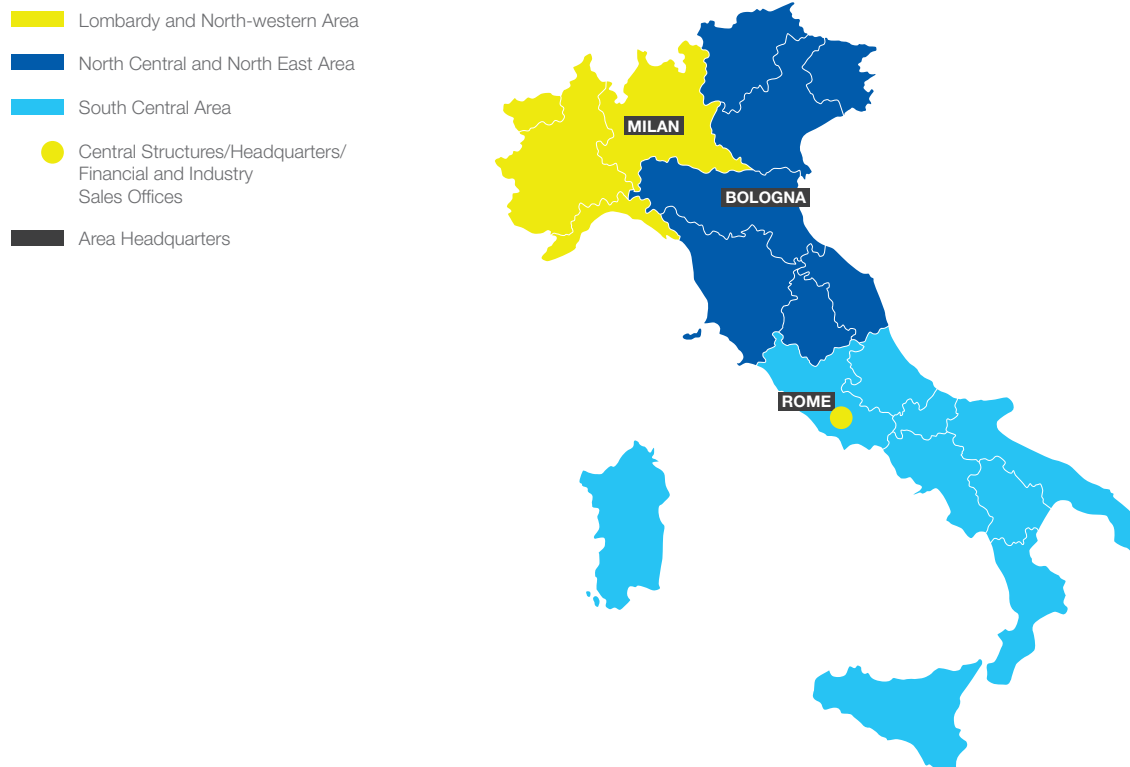 Lombardy and North-western Area
North Central and North East Area
South Central Area
Central Structures/Headquarters/
Financial and Industry
Sales Offices
Area Headquarters
MILAN
BOLOGNA
ROME